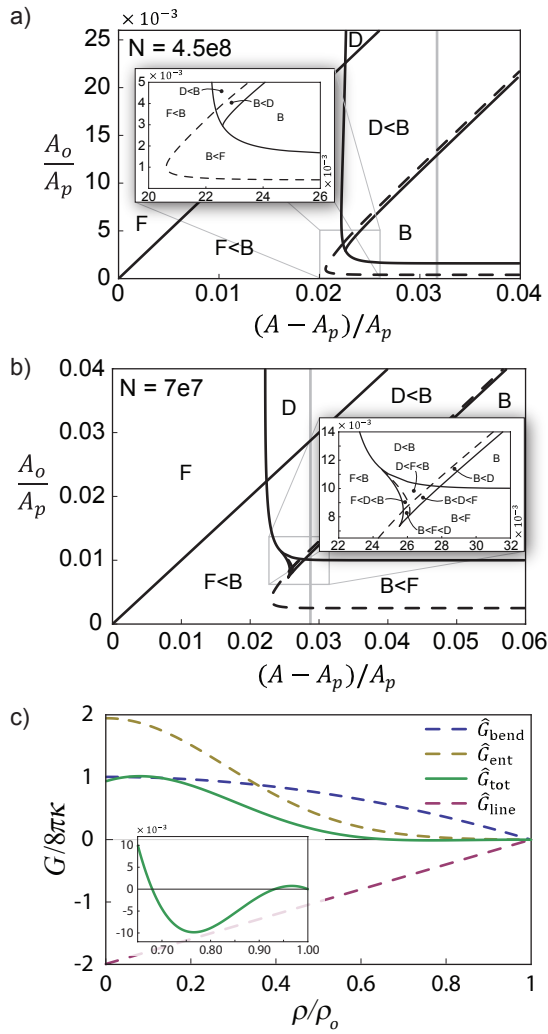 a)
× 10⁻³
N = 4.5e8
25
20
15
10
5
0
A_o/A_p
D
D<B
B
F
F<B
× 10⁻³
5
4
3
2
1
D<B
B<D
F<B
B
B<F
20
22
24
26
× 10⁻³
0
0.01
0.02
0.03
0.04
(A − A_p)/A_p
b)
N = 7e7
0.04
0.03
0.02
0.01
0
A_o/A_p
F
D
D<B
B
F<B
B<F
× 10⁻³
14
12
10
8
D<B
B
F<B
D<F<B
B<D
F<D<B
B<D<F
B<F
B<F<D
22
24
26
28
30
32
× 10⁻³
0
0.01
0.02
0.03
0.04
0.05
0.06
(A − A_p)/A_p
c)
2
1
0
-1
-2
G/8πκ
Ĝ_bend
Ĝ_ent
Ĝ_tot
Ĝ_line
× 10⁻³
10
5
0
-5
-10
0.70
0.80
0.90
1.00
0
0.2
0.4
0.6
0.8
1
ρ/ρ_o